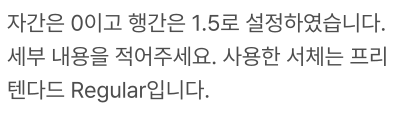 자간은 0이고 행간은 1.5로 설정하였습니다.
세부 내용을 적어주세요. 사용한 서체는 프리
텐다드 Regular입니다.